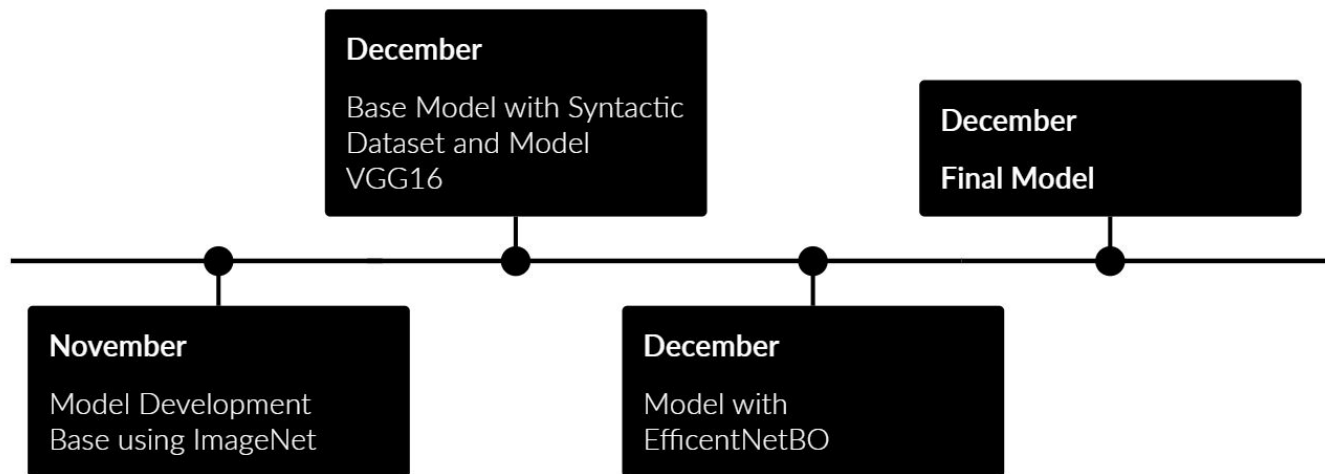 November
Model Development
Base using ImageNet
December
Base Model with Syntactic
Dataset and Model
VGG16
December
Model with
EfficentNetBO
December
Final Model